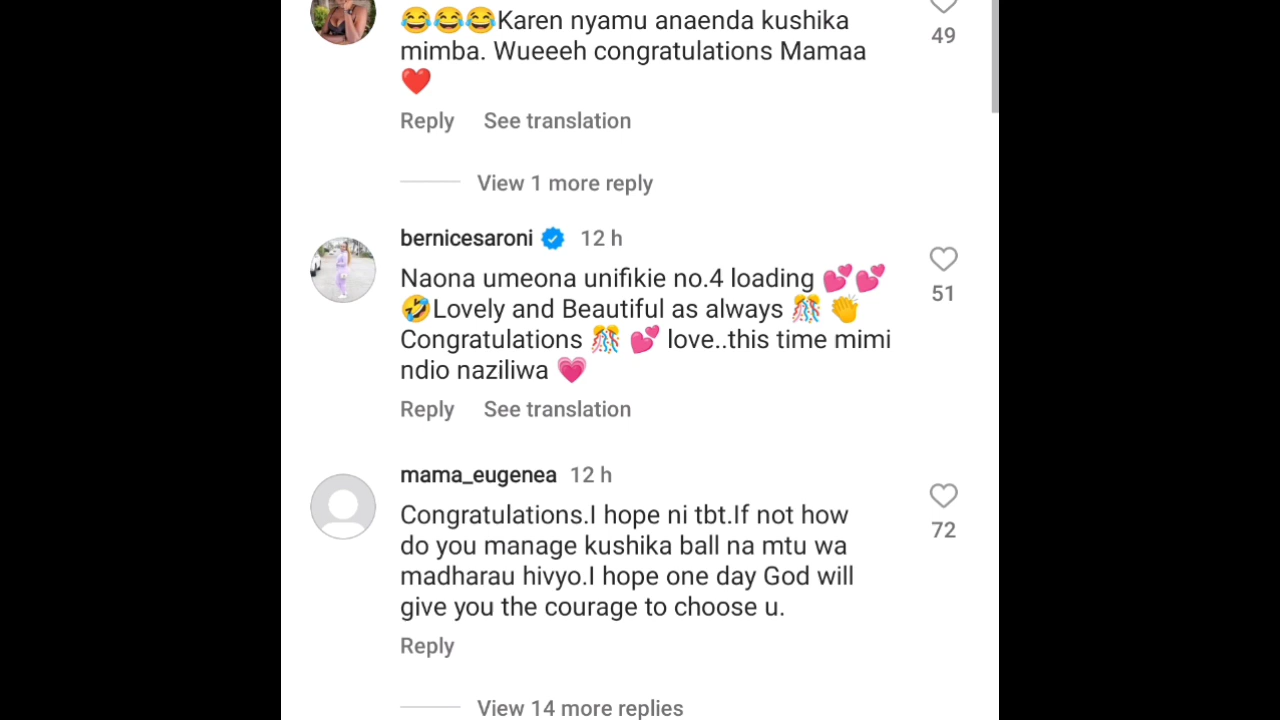 😂😂😂Karen nyamu anaenda kushika
49
mimba. Wueeeh congratulations Mamaa
❤️
Reply See translation
View 1 more reply
bernicesaroni 12 h
Naona umeona unifikie no.4 loading 💕💕
51
🤣Lovely and Beautiful as always 🎊 👏
Congratulations 🎊 💕 love..this time mimi
ndio naziliwa 💗
Reply See translation
mama_eugenea 12 h
Congratulations.I hope ni tbt.If not how
72
do you manage kushika ball na mtu wa
madharau hivyo.I hope one day God will
give you the courage to choose u.
Reply
View 14 more replies